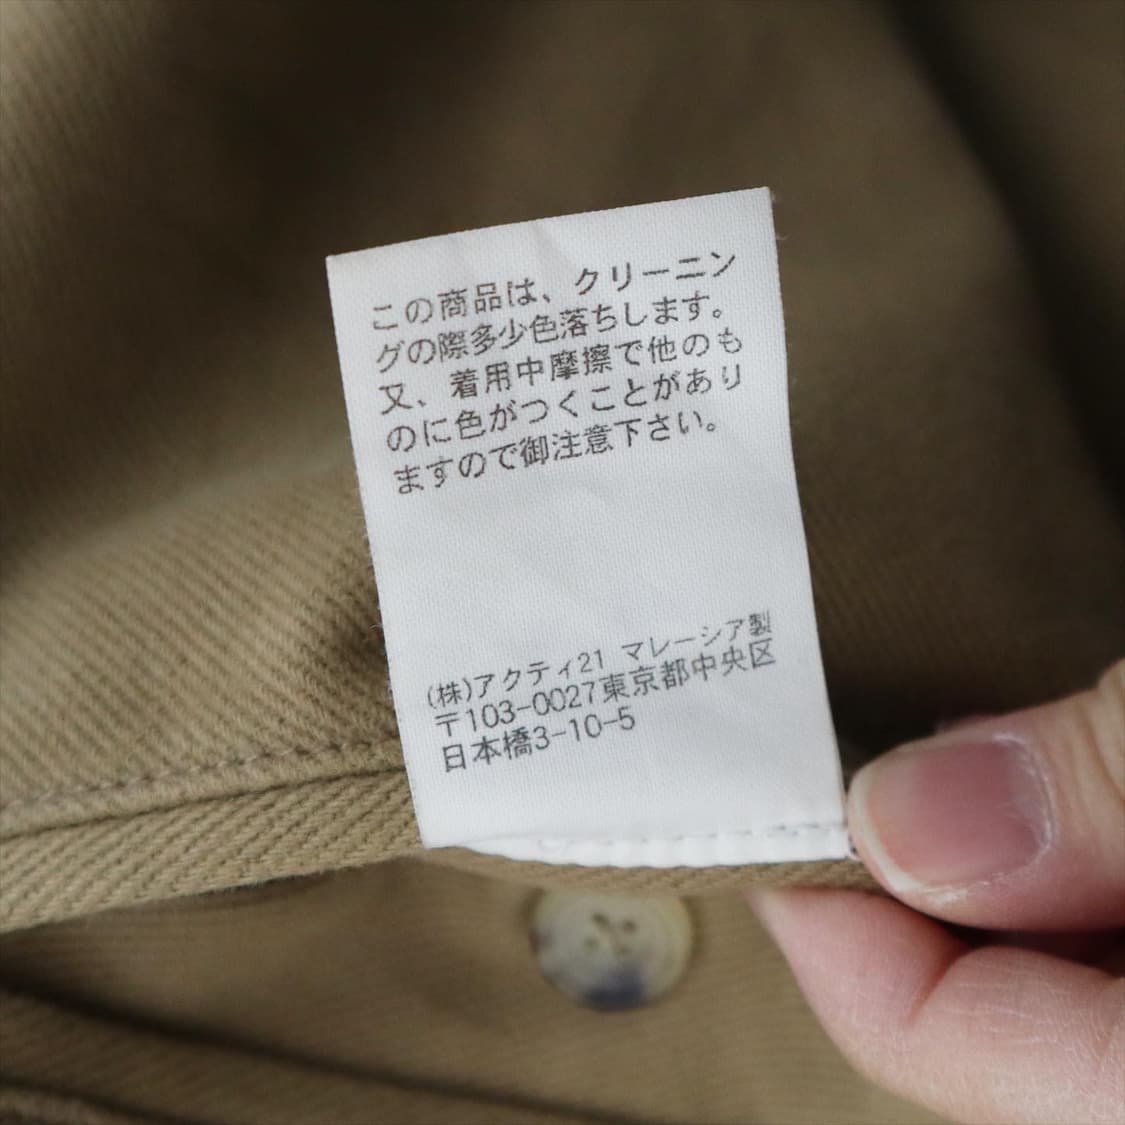 この商品は、クリーニン
グの際多少色落ちします。
又、着用中摩擦で他のも
のに色がつくことがあり
ますので御注意下さい。
(株)アクティ21 マレーシア製
〒103-0027東京都中央区
日本橋3-10-5